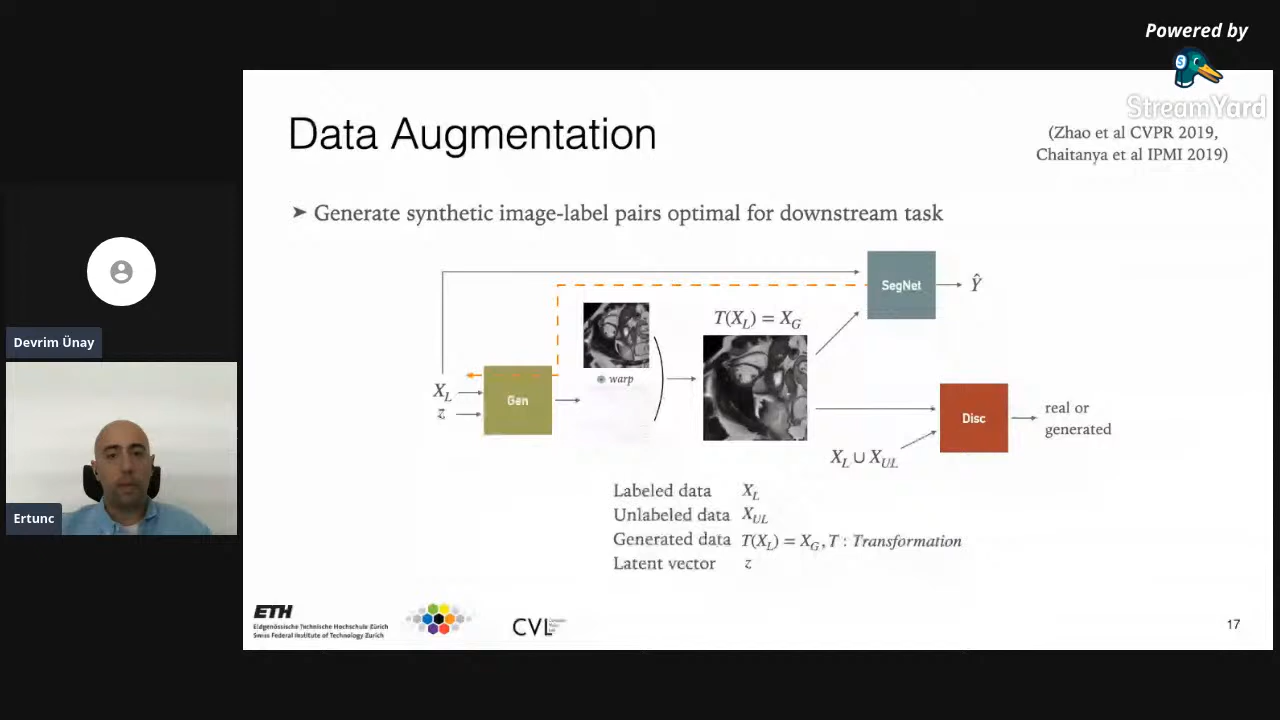 Powered by
StreamYard
Data Augmentation
(Zhao et al CVPR 2019,
Chaitanya et al IPMI 2019)
➤ Generate synthetic image-label pairs optimal for downstream task
SegNet
Ŷ
T(X_L) = X_G
warp
X_L
z
Gen
Disc
real or
generated
X_L ∪ X_UL
Labeled data X_L
Unlabeled data X_UL
Generated data T(X_L) = X_G, T : Transformation
Latent vector z
Devrim Ünay
Ertunc
ETH
Eidgenössische Technische Hochschule Zürich
Swiss Federal Institute of Technology Zurich
CVL
17